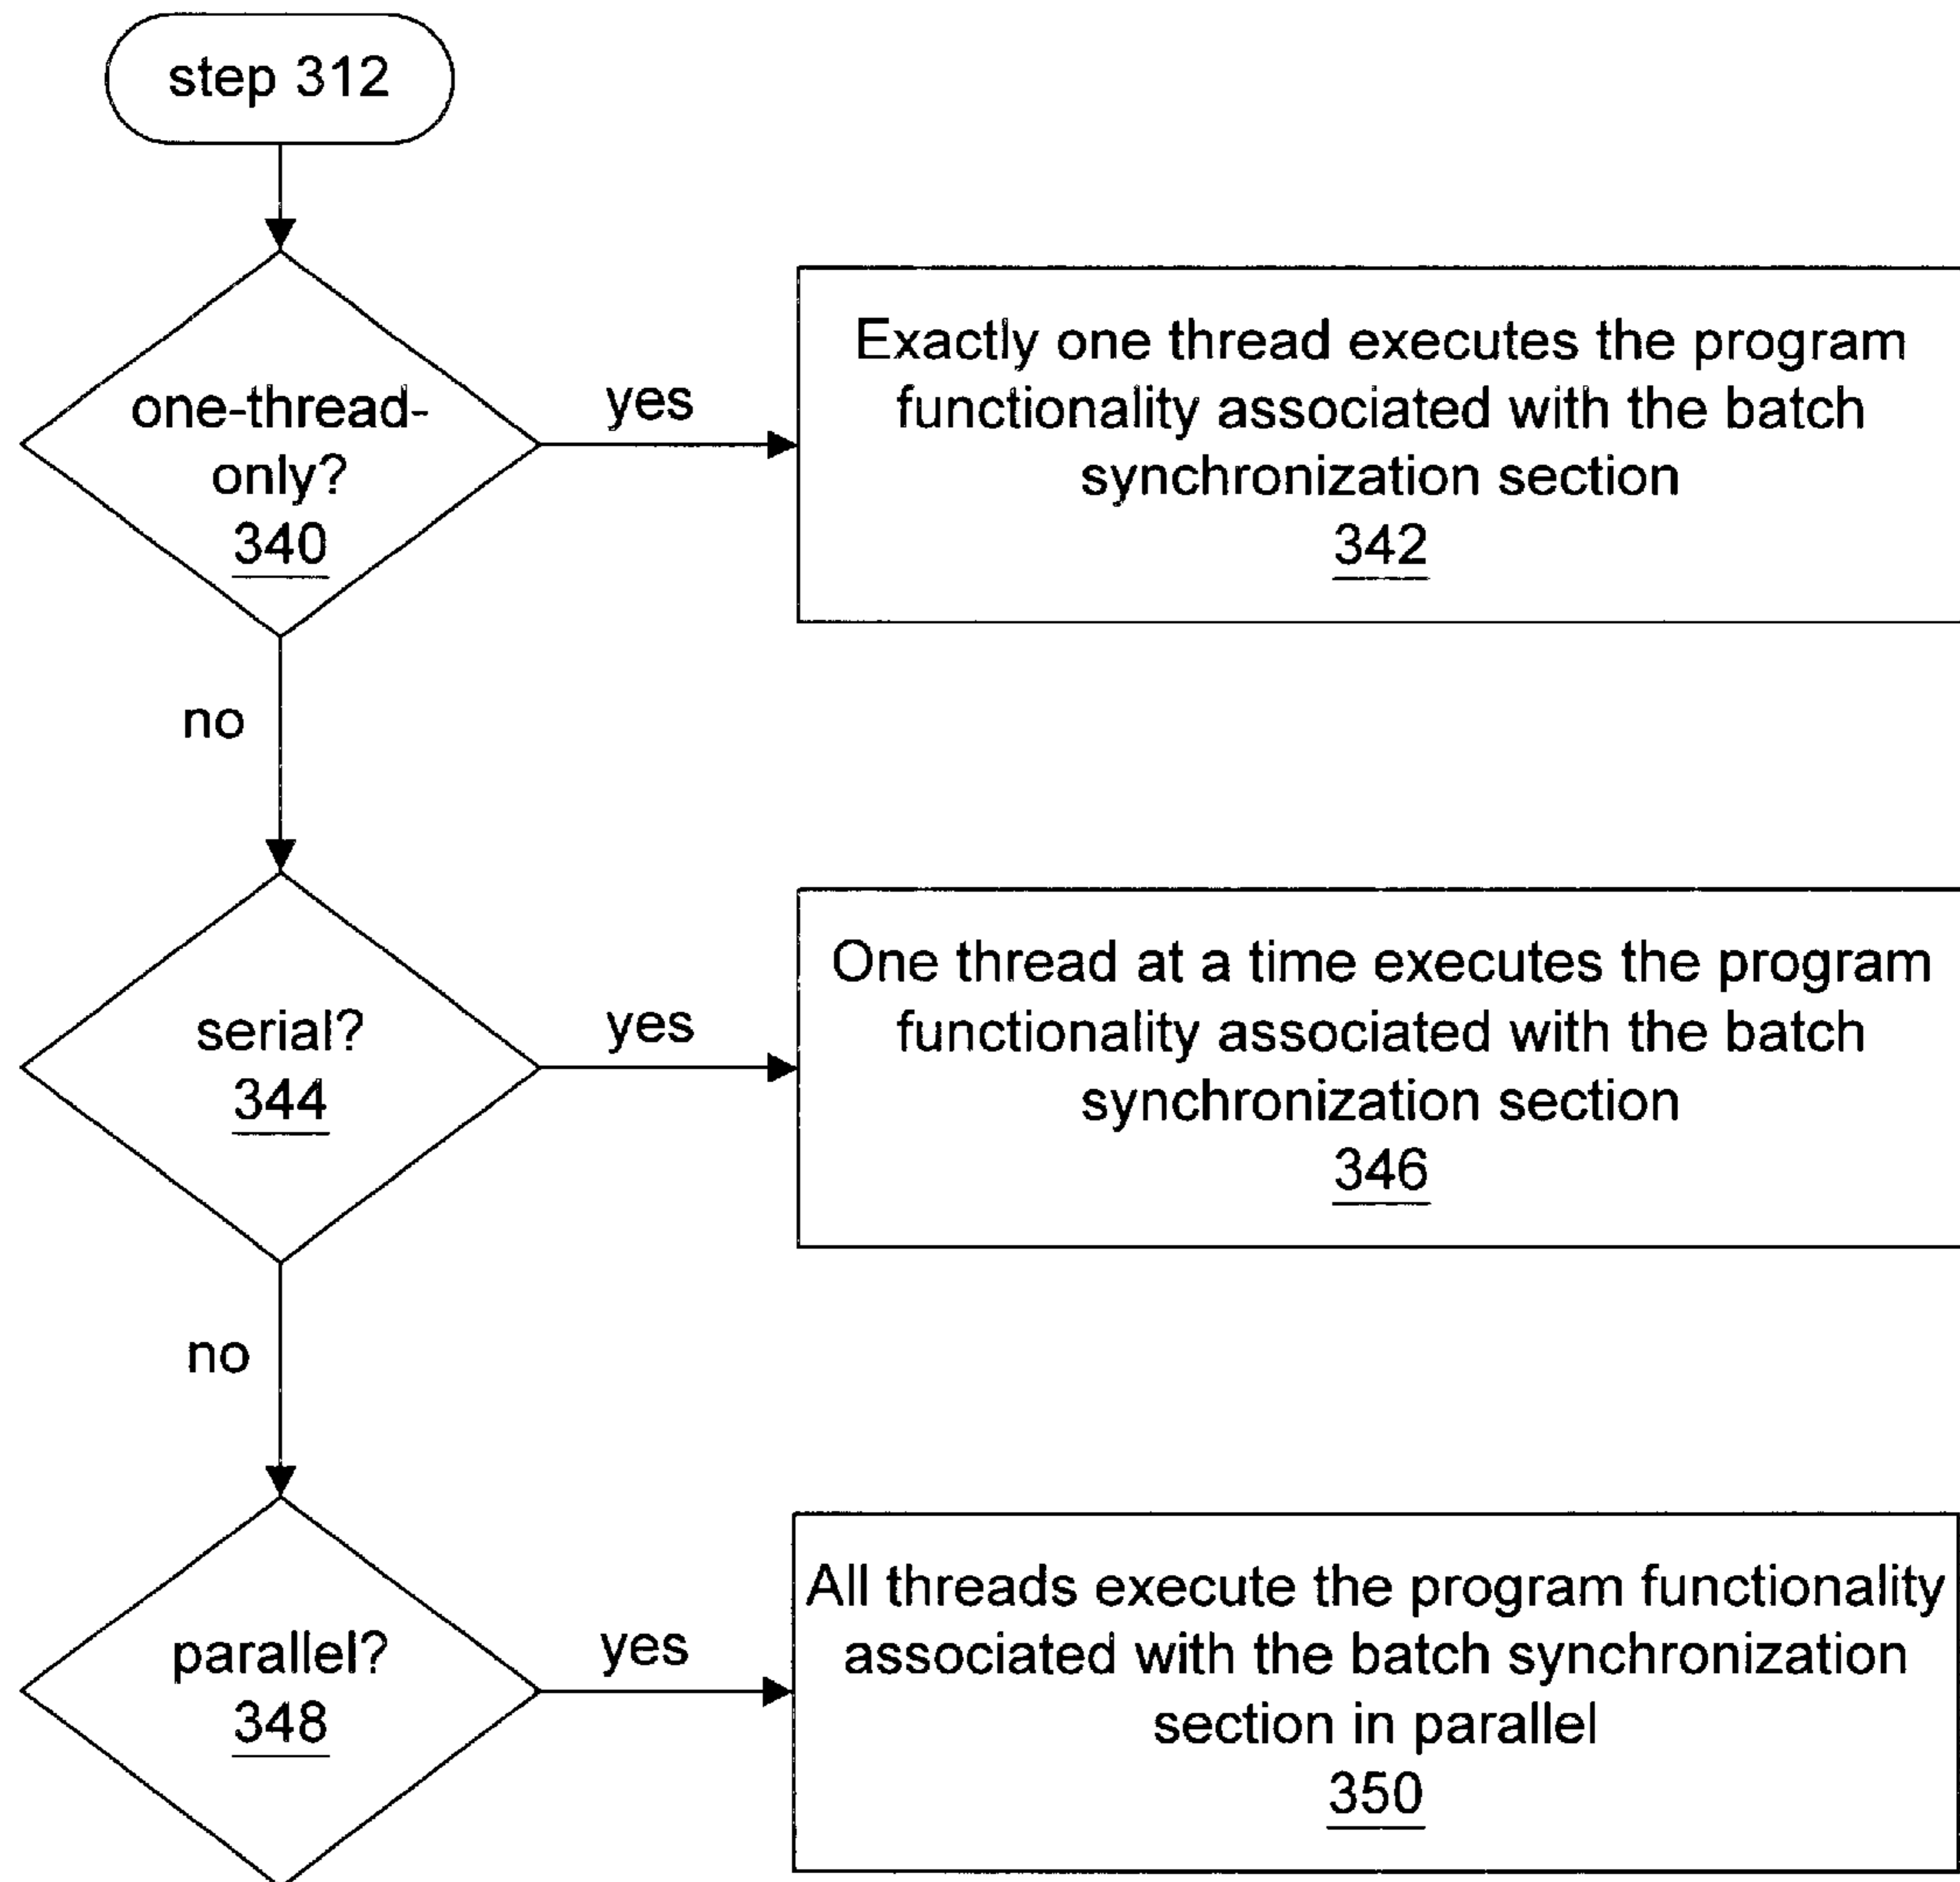 step 312
one-thread-
only?
340
yes
Exactly one thread executes the program
functionality associated with the batch
synchronization section
342
no
serial?
344
yes
One thread at a time executes the program
functionality associated with the batch
synchronization section
346
no
parallel?
348
yes
All threads execute the program functionality
associated with the batch synchronization
section in parallel
350